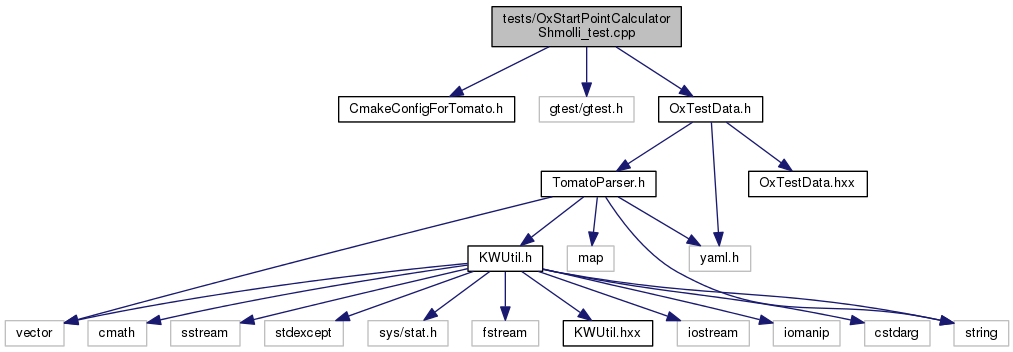 tests/OxStartPointCalculator
Shmolli_test.cpp
CmakeConfigForTomato.h
gtest/gtest.h
OxTestData.h
TomatoParser.h
OxTestData.hxx
KWUtil.h
map
yaml.h
vector
cmath
sstream
stdexcept
sys/stat.h
fstream
KWUtil.hxx
iostream
iomanip
cstdarg
string